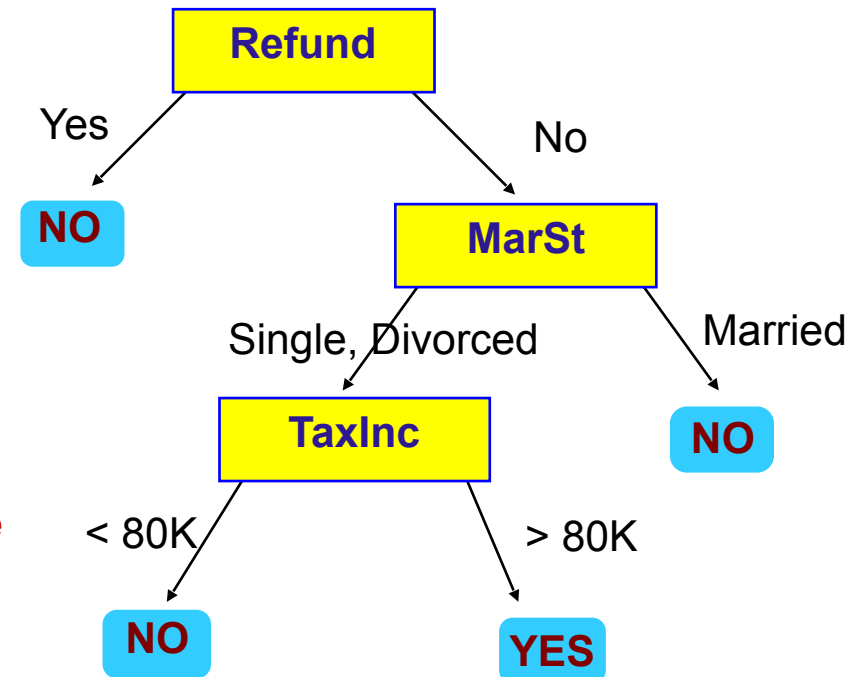 Refund
Yes
No
NO
MarSt
Single, Divorced
Married
TaxInc
NO
< 80K
> 80K
NO
YES